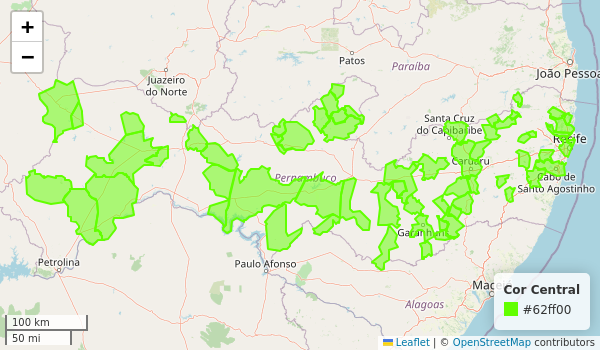 +
−
Juazeiro
do Norte
Patos
Paraíba
João Pessoa
Santa Cruz
do Capibaribe
Recife
Caruaru
Pernambuco
Cabo de
Santo Agostinho
Garanhuns
Petrolina
Paulo Afonso
Alagoas
Cor Central
#62ff00
100 km
50 mi
Leaflet | © OpenStreetMap contributors